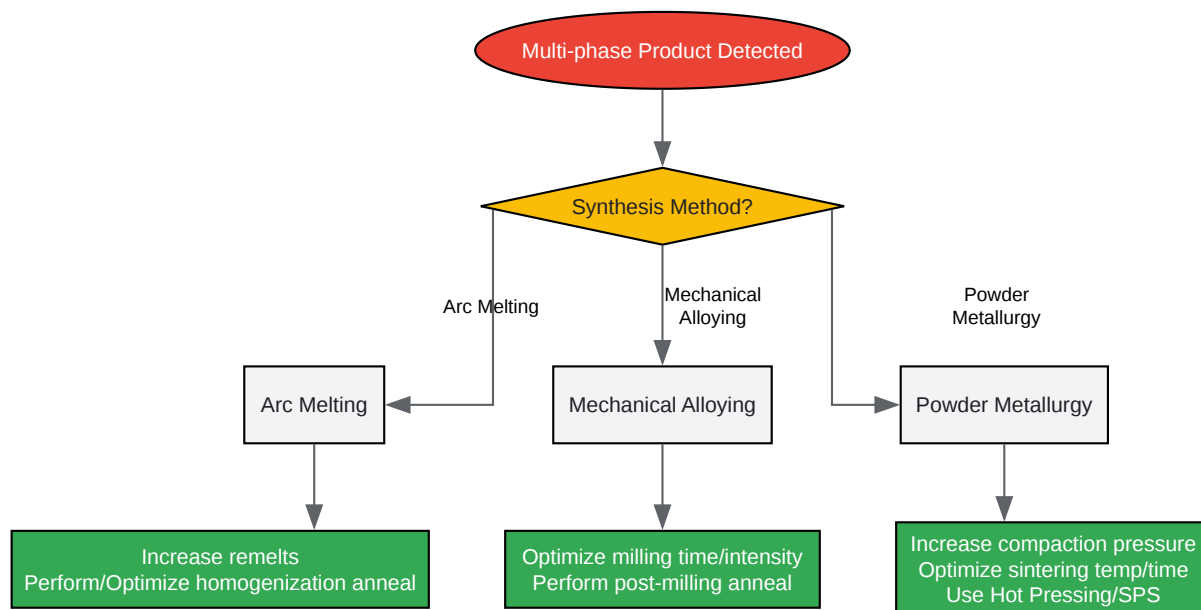 Multi-phase Product Detected
Synthesis Method?
Arc Melting
Mechanical
Alloying
Powder
Metallurgy
Arc Melting
Mechanical Alloying
Powder Metallurgy
Increase remelts
Perform/Optimize homogenization anneal
Optimize milling time/intensity
Perform post-milling anneal
Increase compaction pressure
Optimize sintering temp/time
Use Hot Pressing/SPS